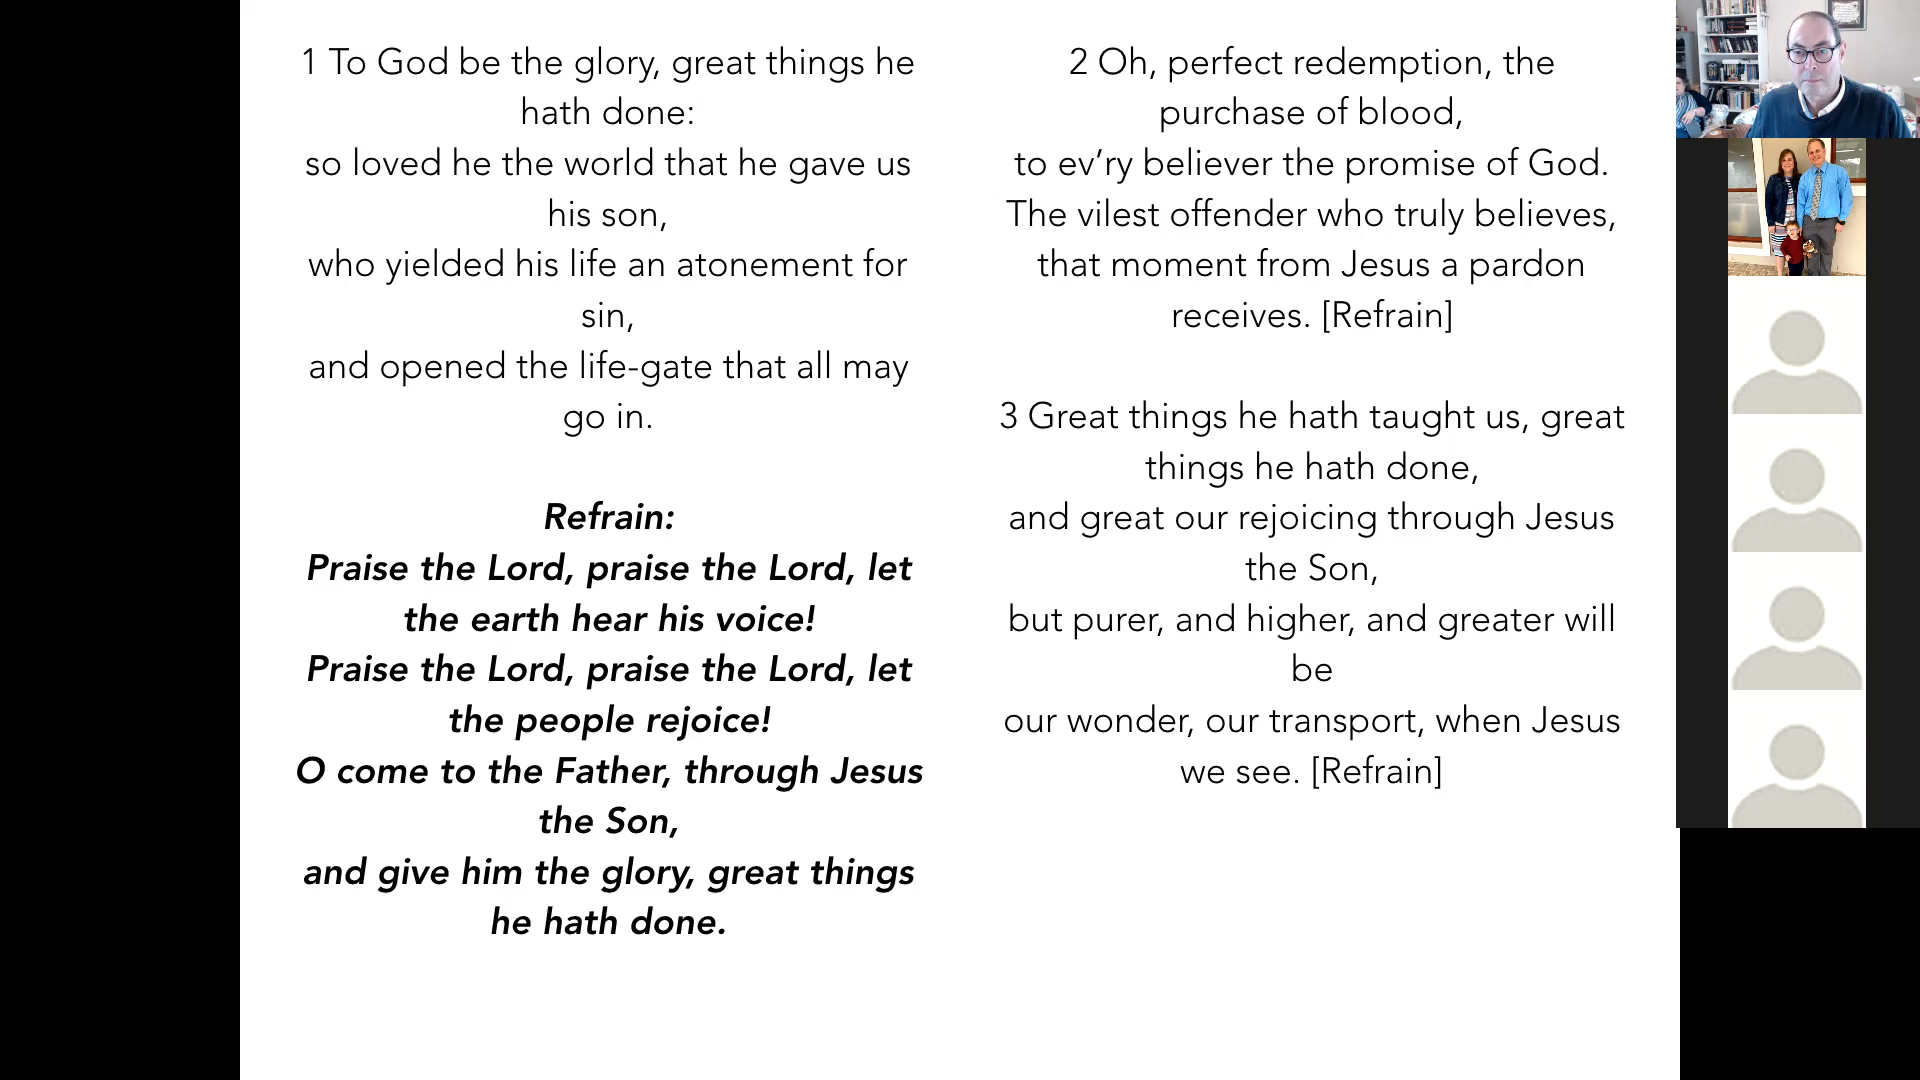 1 To God be the glory, great things he
hath done:
so loved he the world that he gave us
his son,
who yielded his life an atonement for
sin,
and opened the life-gate that all may
go in.
Refrain:
Praise the Lord, praise the Lord, let
the earth hear his voice!
Praise the Lord, praise the Lord, let
the people rejoice!
O come to the Father, through Jesus
the Son,
and give him the glory, great things
he hath done.
2 Oh, perfect redemption, the
purchase of blood,
to ev’ry believer the promise of God.
The vilest offender who truly believes,
that moment from Jesus a pardon
receives. [Refrain]
3 Great things he hath taught us, great
things he hath done,
and great our rejoicing through Jesus
the Son,
but purer, and higher, and greater will
be
our wonder, our transport, when Jesus
we see. [Refrain]